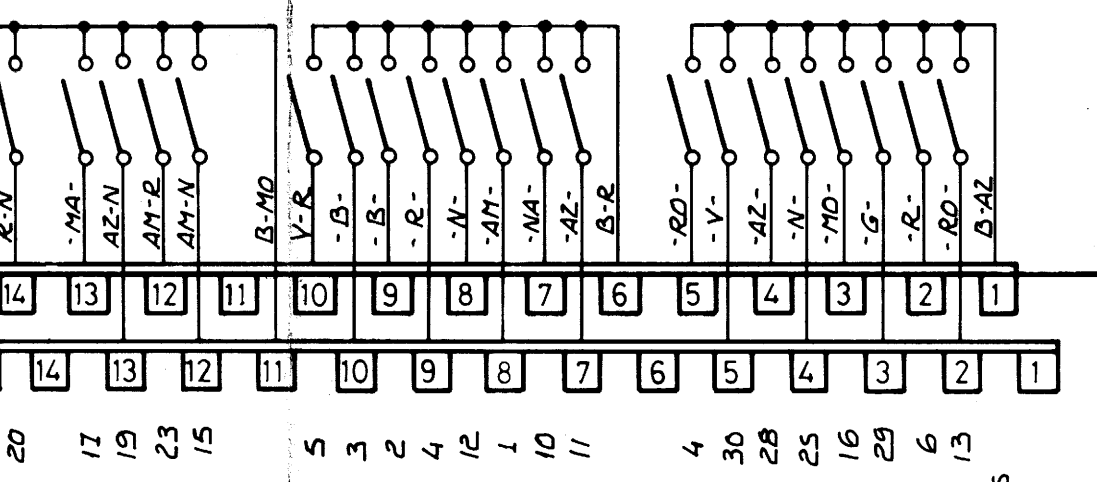 R-N -MA- AZ-N AM-R AM-N B-MO V-R -B- -B- -R- -N- -AM- -NA- -AZ- B-R -RO- -V- -AZ- -N- -MO- -G- -R- -RO- B-AZ
14 13 12 11 10 9 8 7 6 5 4 3 2 1
14 13 12 11 10 9 8 7 6 5 4 3 2 1
20 17 19 23 15 5 3 2 4 12 1 10 11 4 30 28 25 16 29 6 13